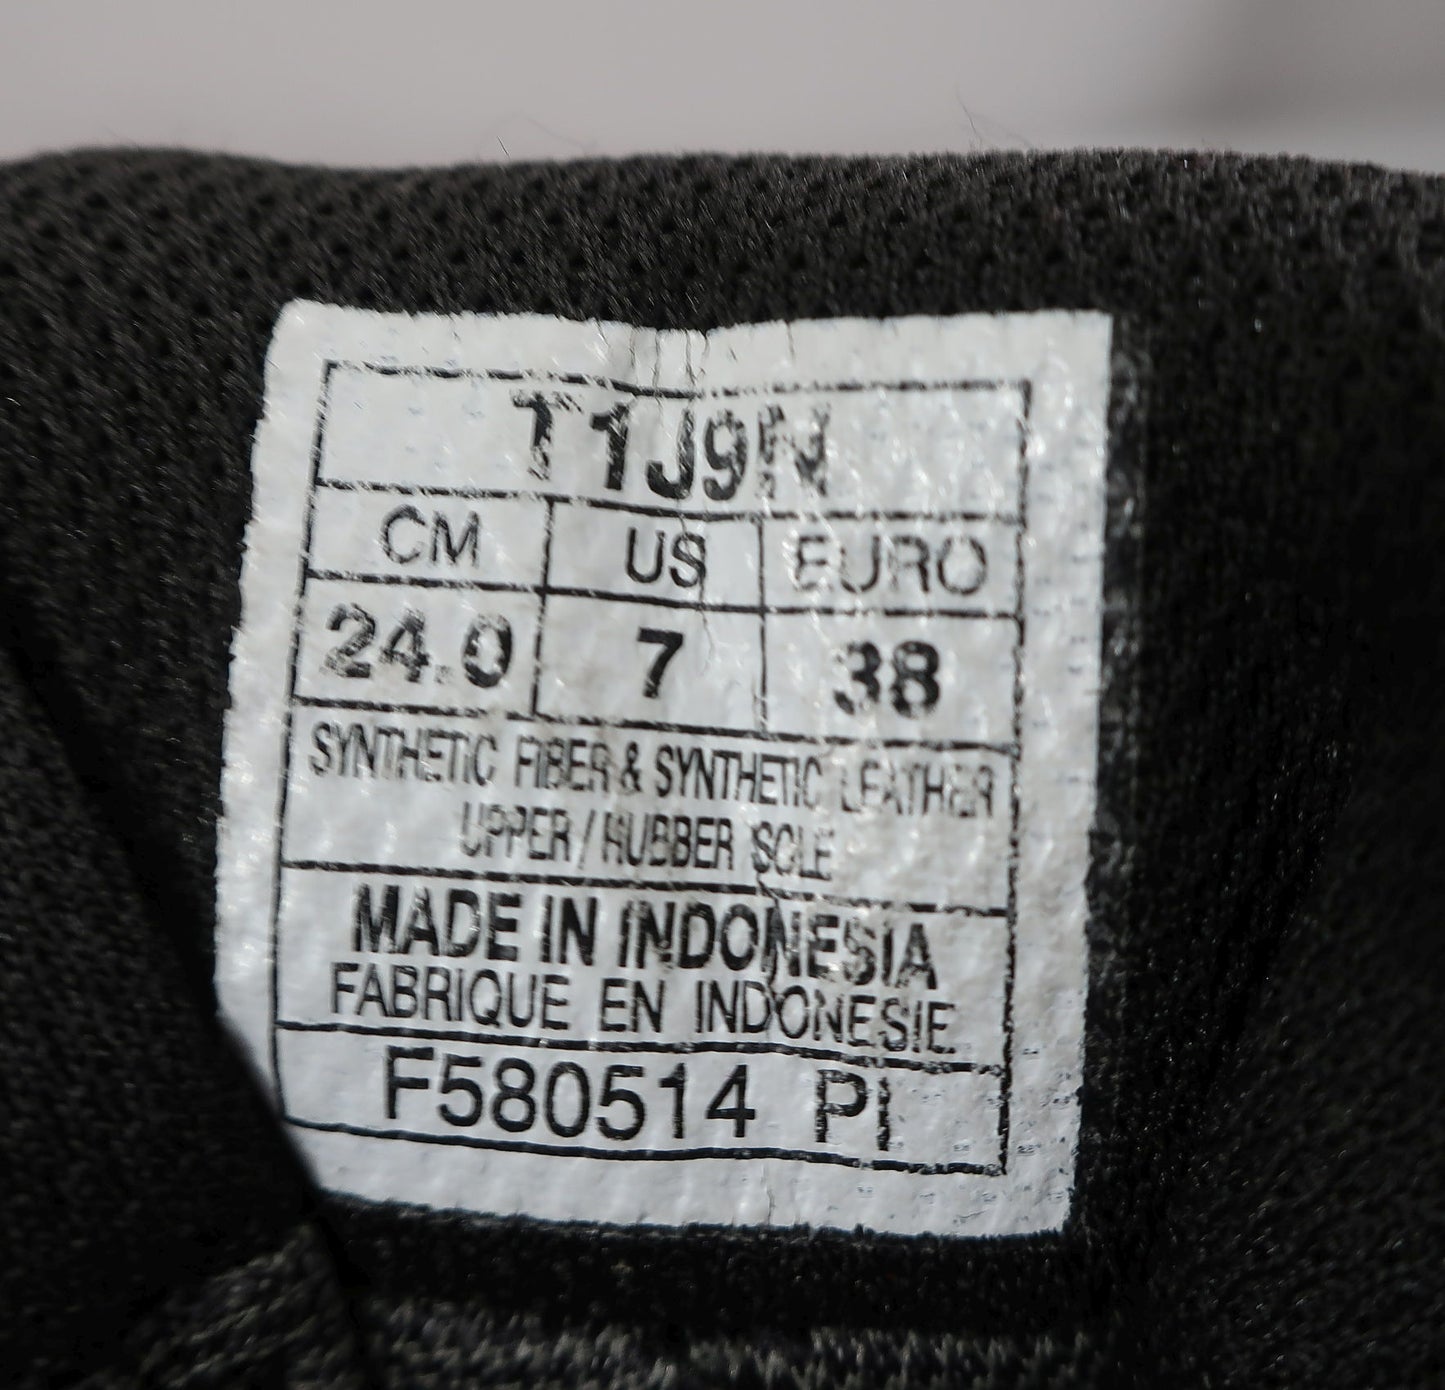 T1J9N
CM US EURO
24.0 7 38
SYNTHETIC FIBER & SYNTHETIC LEATHER
UPPER / RUBBER SOLE
MADE IN INDONESIA
FABRIQUE EN INDONESIE
F580514 PI